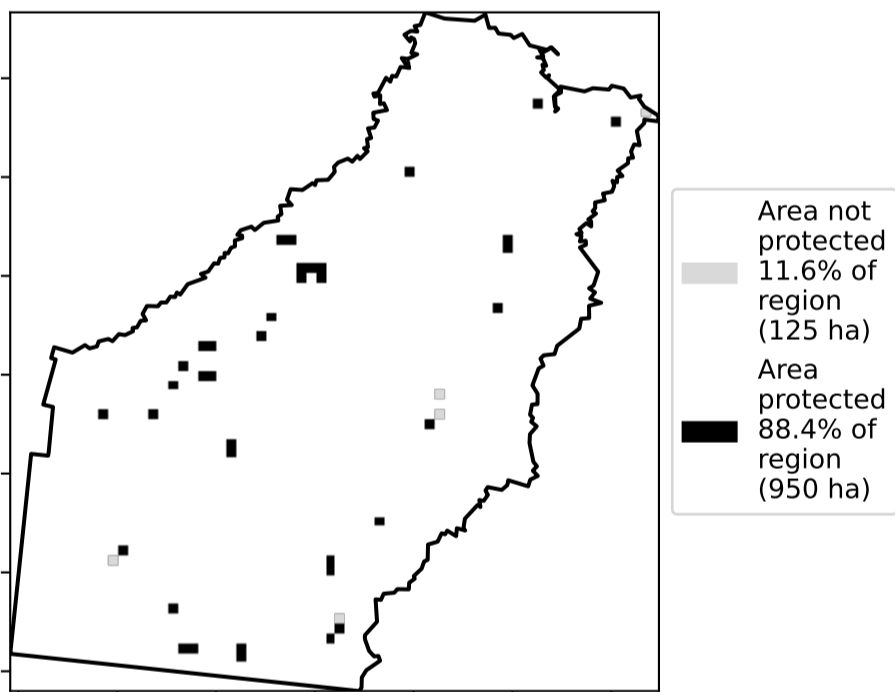 Area not
protected
11.6% of
region
(125 ha)
Area
protected
88.4% of
region
(950 ha)